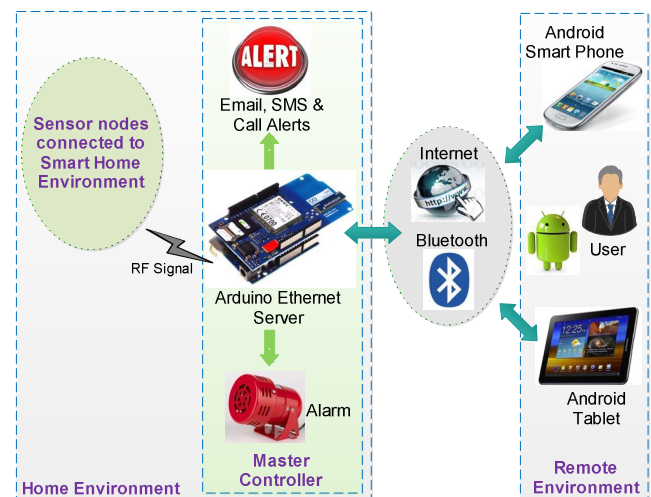 ALERT
Email, SMS &
Call Alerts
Sensor nodes
connected to
Smart Home
Environment
RF Signal
Arduino Ethernet
Server
Alarm
Master
Controller
Home Environment
Internet
http://www.
Bluetooth
Android
Smart Phone
User
Android
Tablet
Remote
Environment